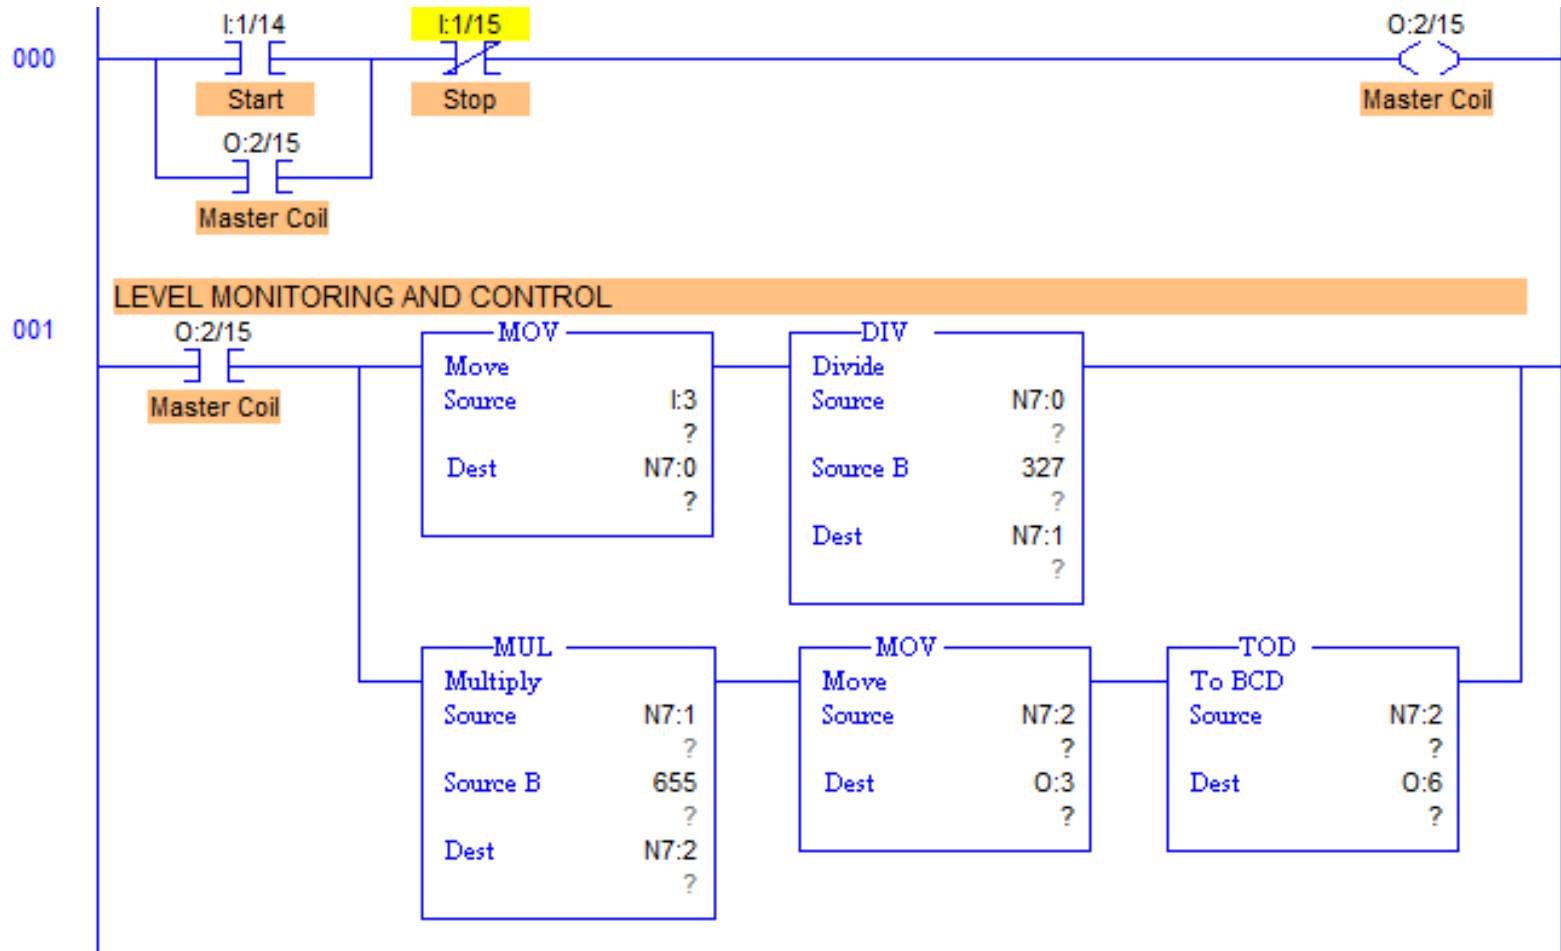 I:1/14 I:1/15 O:2/15
000
Start Stop Master Coil
O:2/15
Master Coil
LEVEL MONITORING AND CONTROL
001 O:2/15 MOV DIV
Move Divide
Source I:3 Source N7:0
? ?
Master Coil
Dest N7:0 Source B 327
? ?
Dest N7:1
?
MUL MOV TOD
Multiply Move To BCD
Source N7:1 Source N7:2 Source N7:2
? ? ?
Source B 655 Dest O:3 Dest O:6
? ? ?
Dest N7:2
?